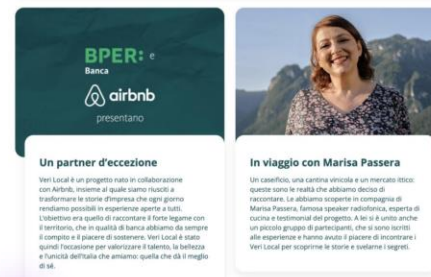 BPER: e
Banca
airbnb
presentano
Un partner d'eccezione
Veri Local è un progetto nato in collaborazione
con Airbnb, insieme al quale siamo riusciti a
trasformare le storie d'impresa che ogni giorno
rendiamo possibili in esperienze aperte a tutti.
L'obiettivo era quello di raccontare il forte legame con
il territorio, che in qualità di banca abbiamo da sempre
il compito e il piacere di sostenere. Veri Local è stato
quindi l'occasione per valorizzare il talento, la bellezza
e l'unicità dell'Italia che amiamo: quella che dà il meglio
di sé.
In viaggio con Marisa Passera
Un caseificio, una cantina vinicola e un mercato ittico:
queste sono le realtà che abbiamo deciso di
raccontare. Le abbiamo scoperte in compagnia di
Marisa Passera, famosa speaker radiofonica, esperta di
cucina e testimonial del progetto. A lei si è unito anche
un piccolo gruppo di partecipanti, che si sono iscritti
alle esperienze e hanno avuto il piacere di incontrare i
Veri Local per scoprirne le storie e svelarne i segreti.